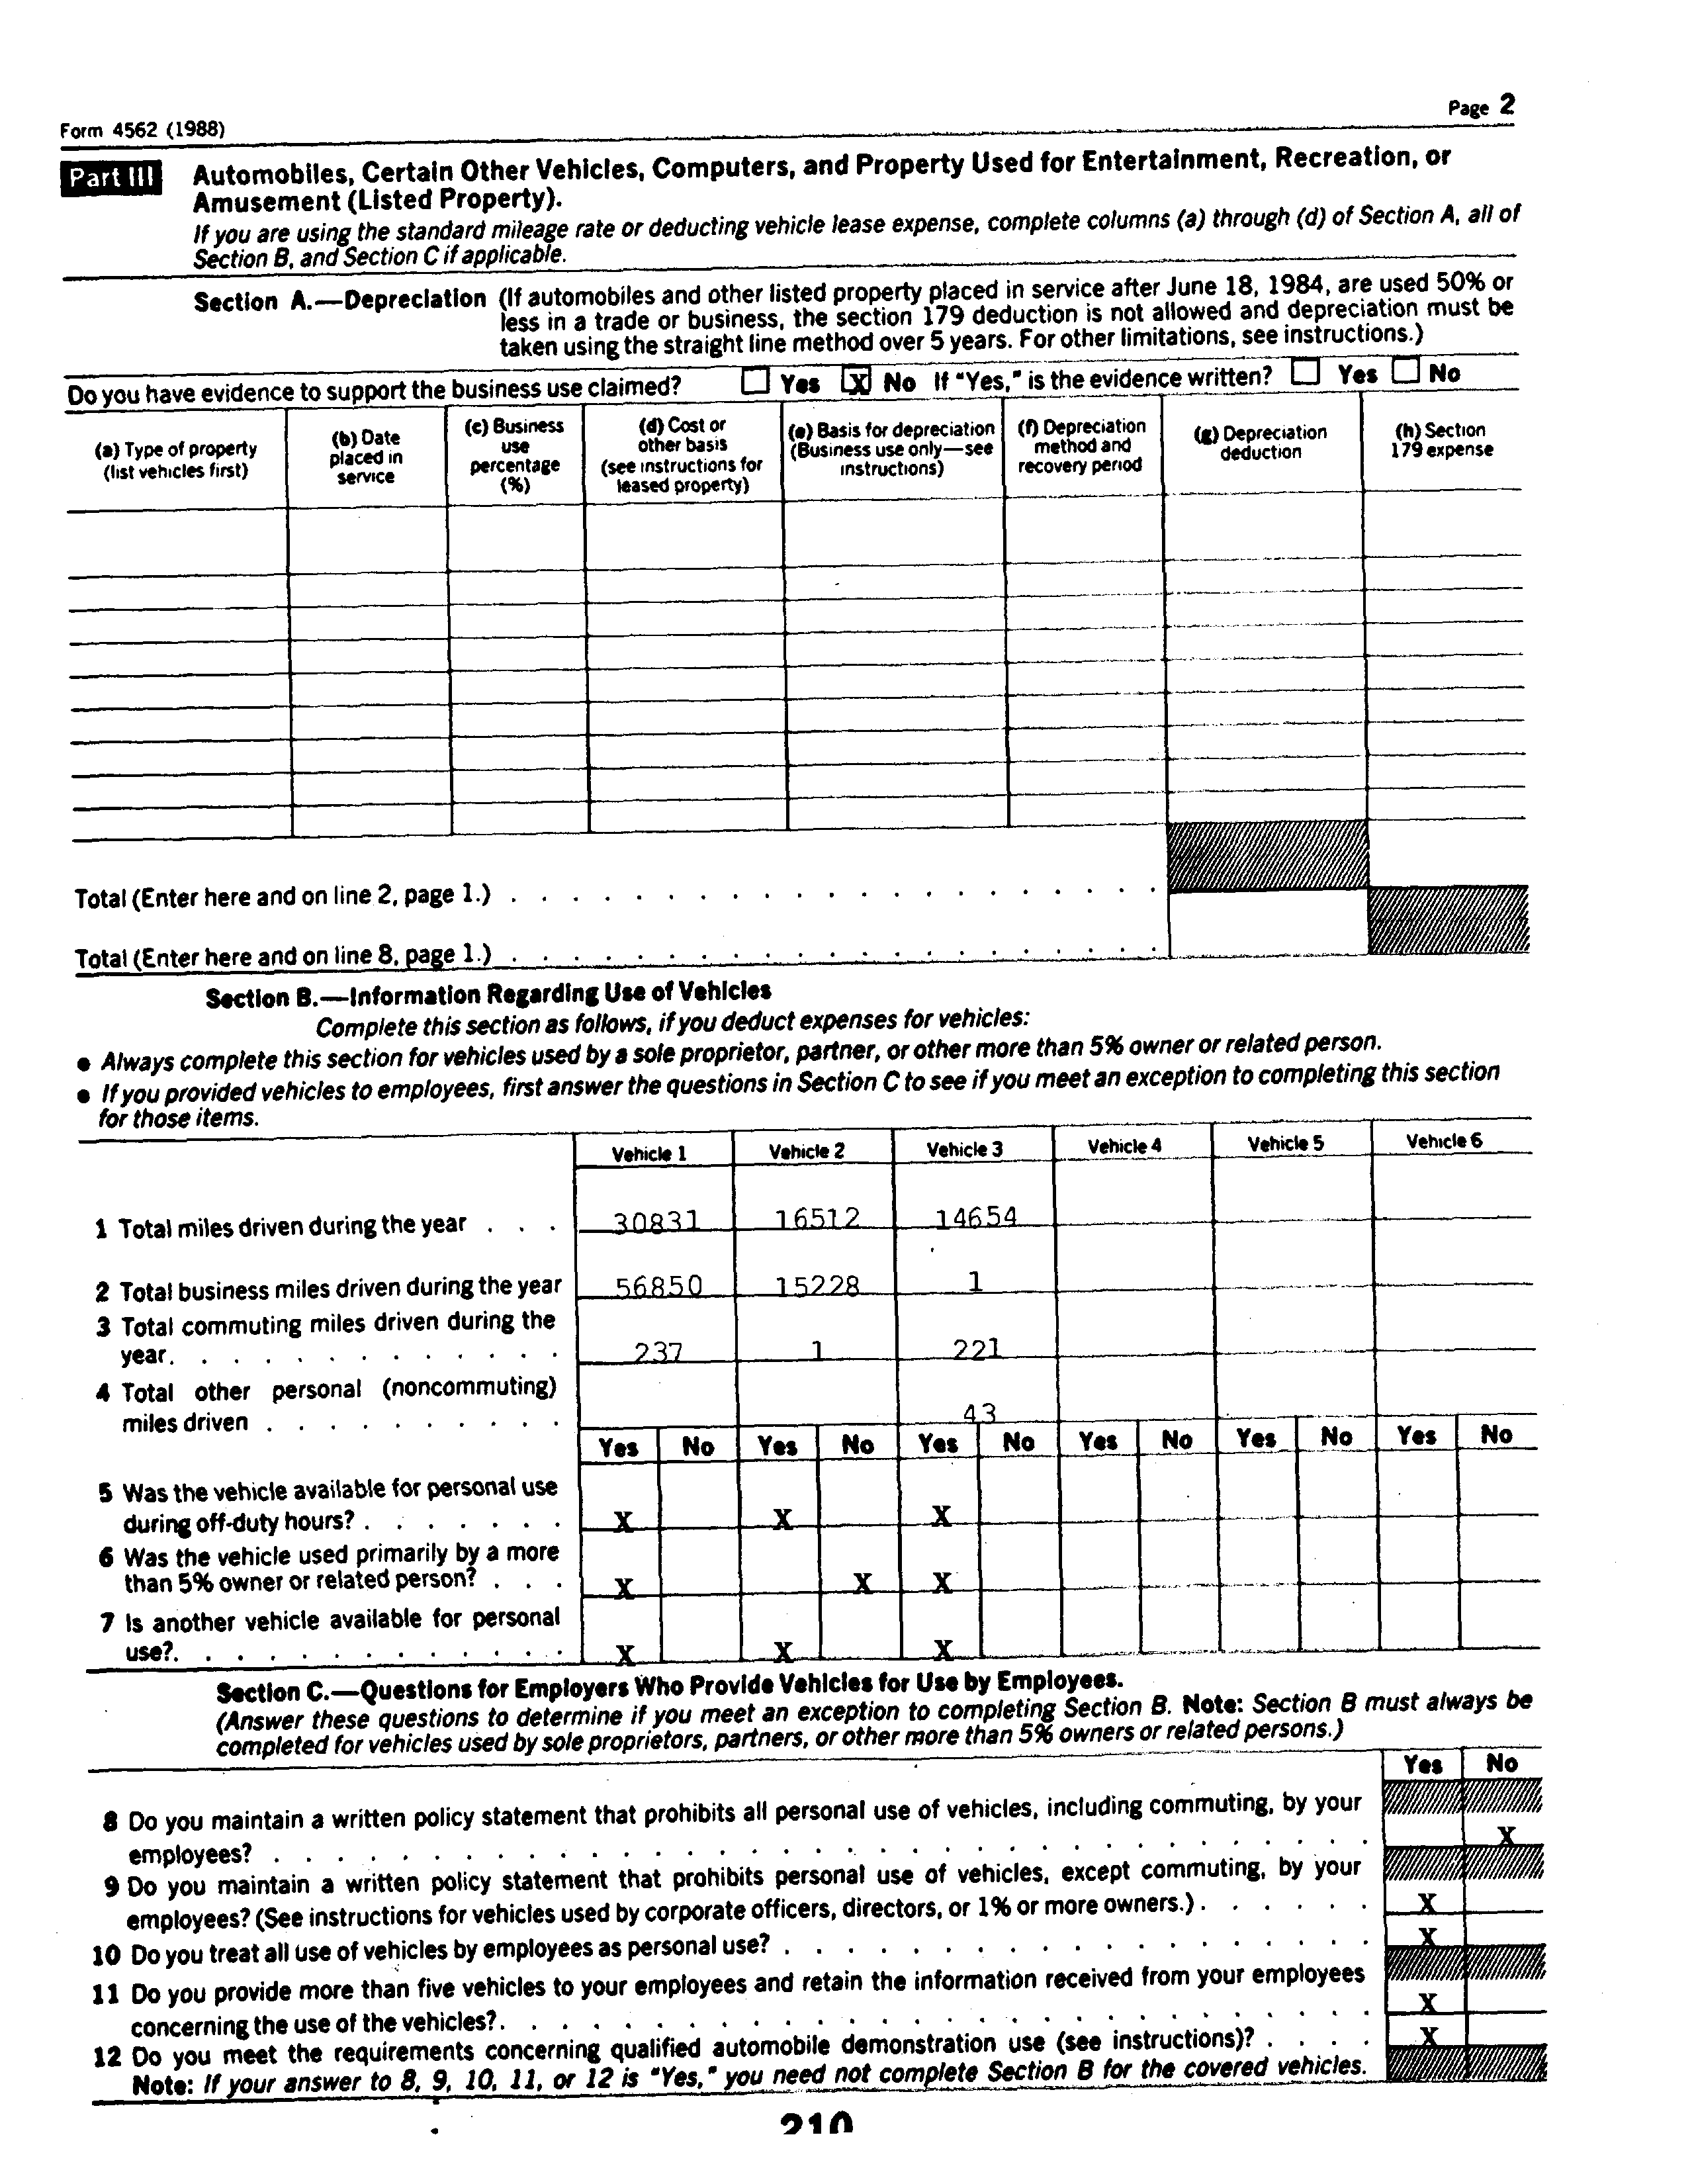 Form 4562 (1988)
Page 2
Part III
Automobiles, Certain Other Vehicles, Computers, and Property Used for Entertainment, Recreation, or
Amusement (Listed Property).
If you are using the standard mileage rate or deducting vehicle lease expense, complete columns (a) through (d) of Section A, all of
Section B, and Section C if applicable.
Section A.—Depreciation (If automobiles and other listed property placed in service after June 18, 1984, are used 50% or
less in a trade or business, the section 179 deduction is not allowed and depreciation must be
taken using the straight line method over 5 years. For other limitations, see instructions.)
Do you have evidence to support the business use claimed? Yes X No If "Yes," is the evidence written? Yes No
(a) Type of property
(list vehicles first)
(b) Date
placed in
service
(c) Business
use
percentage
(%)
(d) Cost or
other basis
(see instructions for
leased property)
(e) Basis for depreciation
(Business use only—see
instructions)
(f) Depreciation
method and
recovery period
(g) Depreciation
deduction
(h) Section
179 expense
Total (Enter here and on line 2, page 1.) . . . . . . . . . . . . . . . . . . . . .
Total (Enter here and on line 8, page 1.) . . . . . . . . . . . . . . . . . . . . .
Section B.—Information Regarding Use of Vehicles
Complete this section as follows, if you deduct expenses for vehicles:
● Always complete this section for vehicles used by a sole proprietor, partner, or other more than 5% owner or related person.
● If you provided vehicles to employees, first answer the questions in Section C to see if you meet an exception to completing this section
for those items.
Vehicle 1 Vehicle 2 Vehicle 3 Vehicle 4 Vehicle 5 Vehicle 6
1 Total miles driven during the year . . . 30831 16512 14654
2 Total business miles driven during the year 56850 15228 1
3 Total commuting miles driven during the
year. . . . . . . . . . . . . 237 1 221
4 Total other personal (noncommuting)
miles driven . . . . . . . . . . 43
Yes No Yes No Yes No Yes No Yes No Yes No
5 Was the vehicle available for personal use
during off-duty hours? . . . . . . . X X X
6 Was the vehicle used primarily by a more
than 5% owner or related person? . . . X X X
7 Is another vehicle available for personal
use?. . . . . . . . . . . . . X X X
Section C.—Questions for Employers Who Provide Vehicles for Use by Employees.
(Answer these questions to determine if you meet an exception to completing Section B. Note: Section B must always be
completed for vehicles used by sole proprietors, partners, or other more than 5% owners or related persons.)
Yes No
8 Do you maintain a written policy statement that prohibits all personal use of vehicles, including commuting, by your
employees? . . . . . . . . . . . . . . . . . . . . . . . . . . . . . . . . . . X
9 Do you maintain a written policy statement that prohibits personal use of vehicles, except commuting, by your
employees? (See instructions for vehicles used by corporate officers, directors, or 1% or more owners.) . . . . . . X
10 Do you treat all use of vehicles by employees as personal use? . . . . . . . . . . . . . . . . . . . X
11 Do you provide more than five vehicles to your employees and retain the information received from your employees
concerning the use of the vehicles?. . . . . . . . . . . . . . . . . . . . . . . . . . . . X
12 Do you meet the requirements concerning qualified automobile demonstration use (see instructions)? . . . . X
Note: If your answer to 8, 9, 10, 11, or 12 is "Yes," you need not complete Section B for the covered vehicles.
210